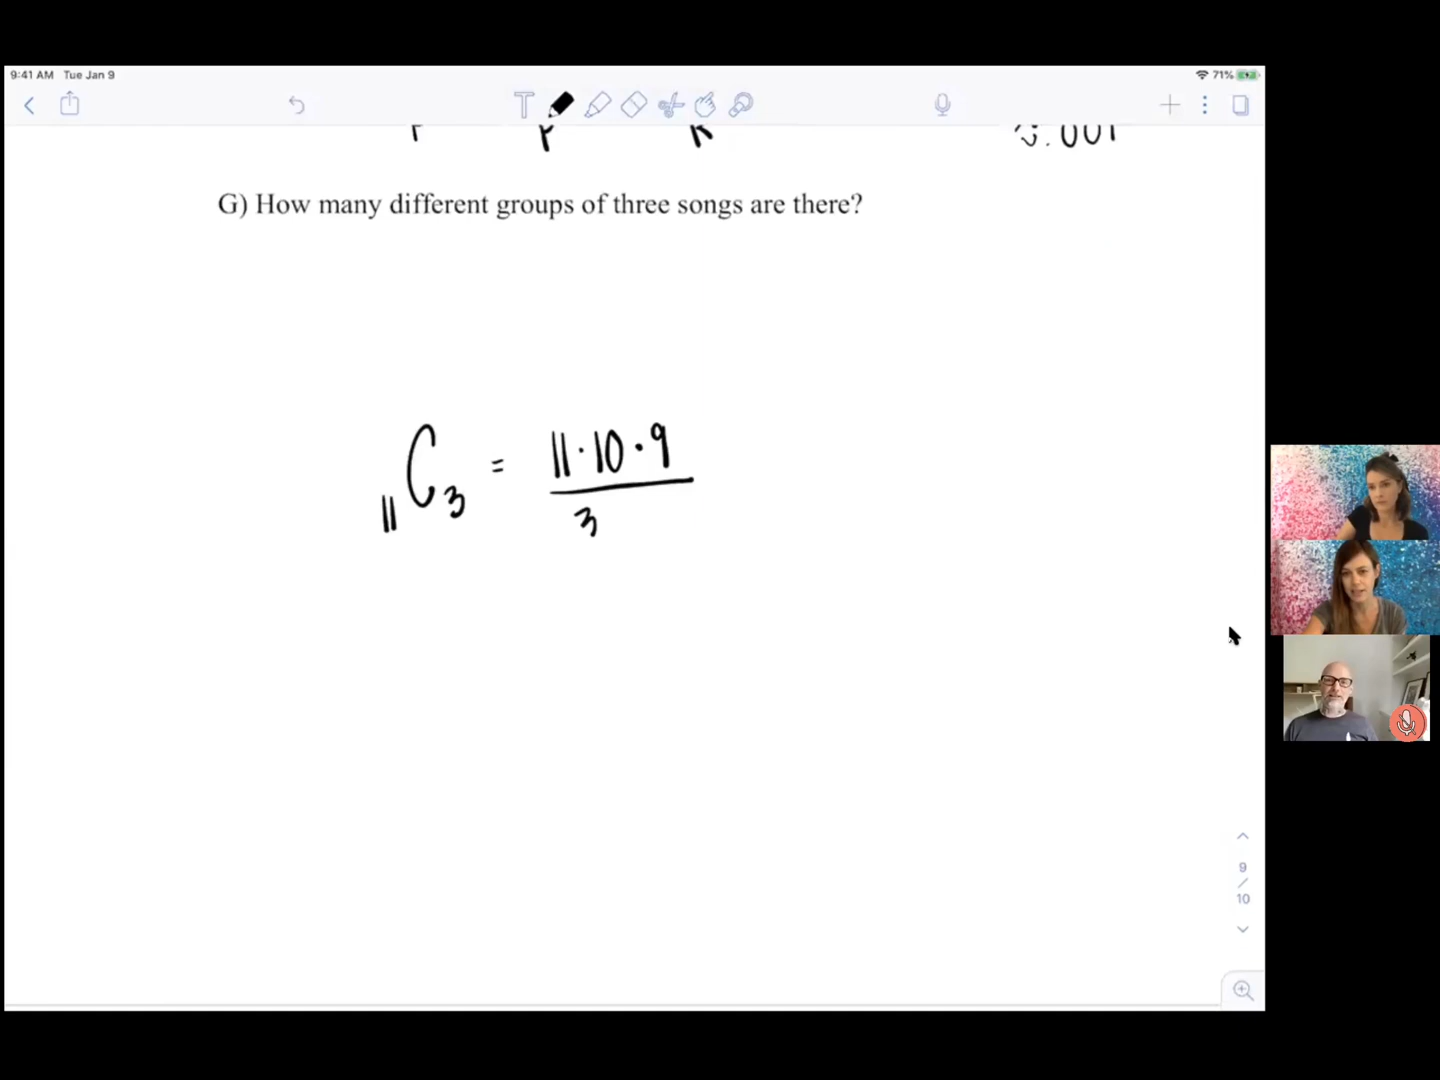 9:41 AM Tue Jan 9
71%
G) How many different groups of three songs are there?
11C3 = 11·10·9
3
9
/
10